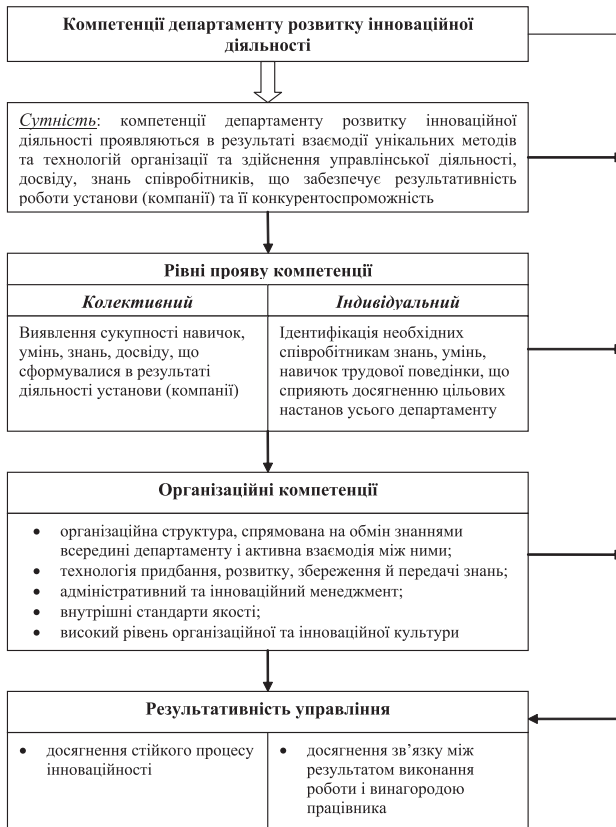 Компетенції департаменту розвитку інноваційної
діяльності
Сутність: компетенції департаменту розвитку інноваційної
діяльності проявляються в результаті взаємодії унікальних методів
та технологій організації та здійснення управлінської діяльності,
досвіду, знань співробітників, що забезпечує результативність
роботи установи (компанії) та її конкурентоспроможність
Рівні прояву компетенції
Колективний
Виявлення сукупності навичок,
умінь, знань, досвіду, що
сформувалися в результаті
діяльності установи (компанії)
Індивідуальний
Ідентифікація необхідних
співробітникам знань, умінь,
навичок трудової поведінки, що
сприяють досягненню цільових
настанов усього департаменту
Організаційні компетенції
• організаційна структура, спрямована на обмін знаннями
всередині департаменту і активна взаємодія між ними;
• технологія придбання, розвитку, збереження й передачі знань;
• адміністративний та інноваційний менеджмент;
• внутрішні стандарти якості;
• високий рівень організаційної та інноваційної культури
Результативність управління
• досягнення стійкого процесу
інноваційності
• досягнення зв’язку між
результатом виконання
роботи і винагородою
працівника